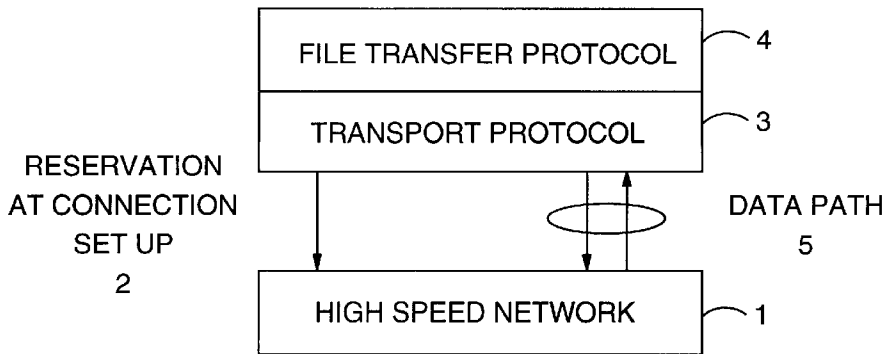 FILE TRANSFER PROTOCOL
4
TRANSPORT PROTOCOL
3
RESERVATION
AT CONNECTION
SET UP
2
DATA PATH
5
HIGH SPEED NETWORK
1